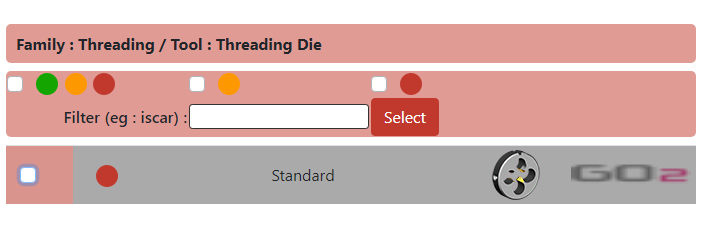 Family : Threading / Tool : Threading Die
Filter (eg : iscar) :
Select
Standard
GO2